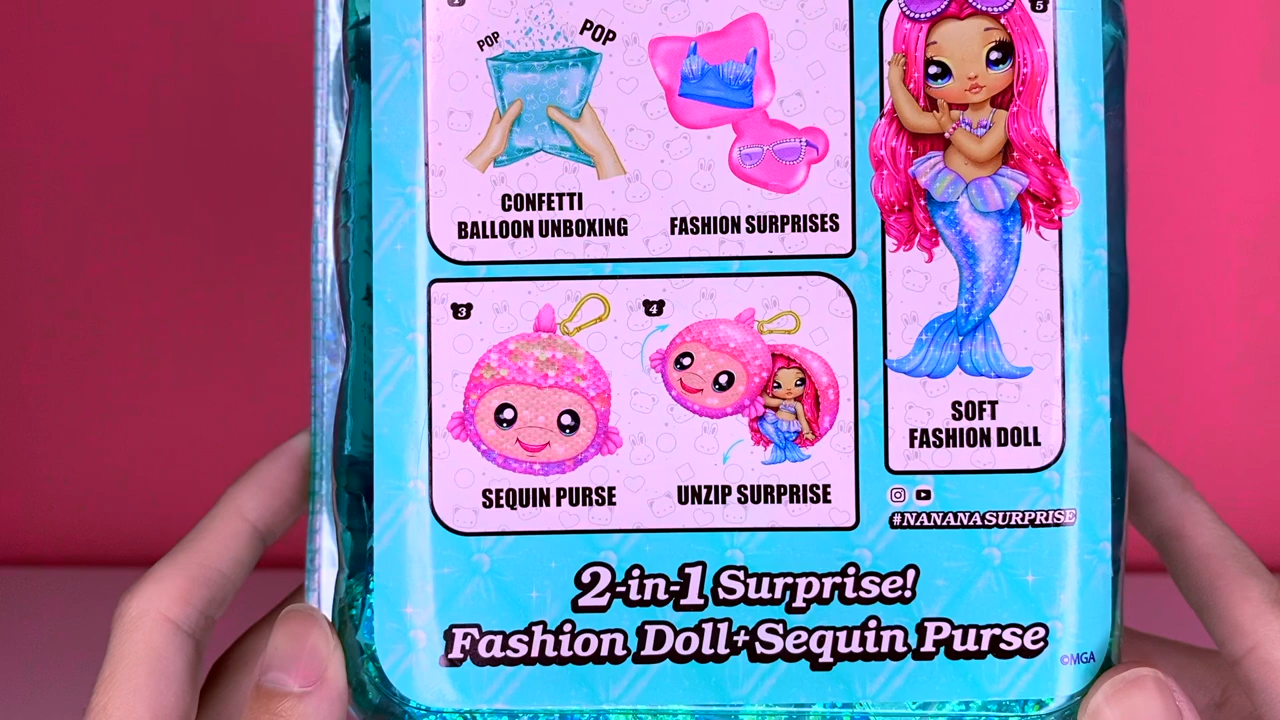 POP
POP
5
CONFETTI
BALLOON UNBOXING
FASHION SURPRISES
3
4
SEQUIN PURSE
UNZIP SURPRISE
SOFT
FASHION DOLL
#NANANASURPRISE
2-in-1 Surprise!
Fashion Doll+Sequin Purse
©MGA